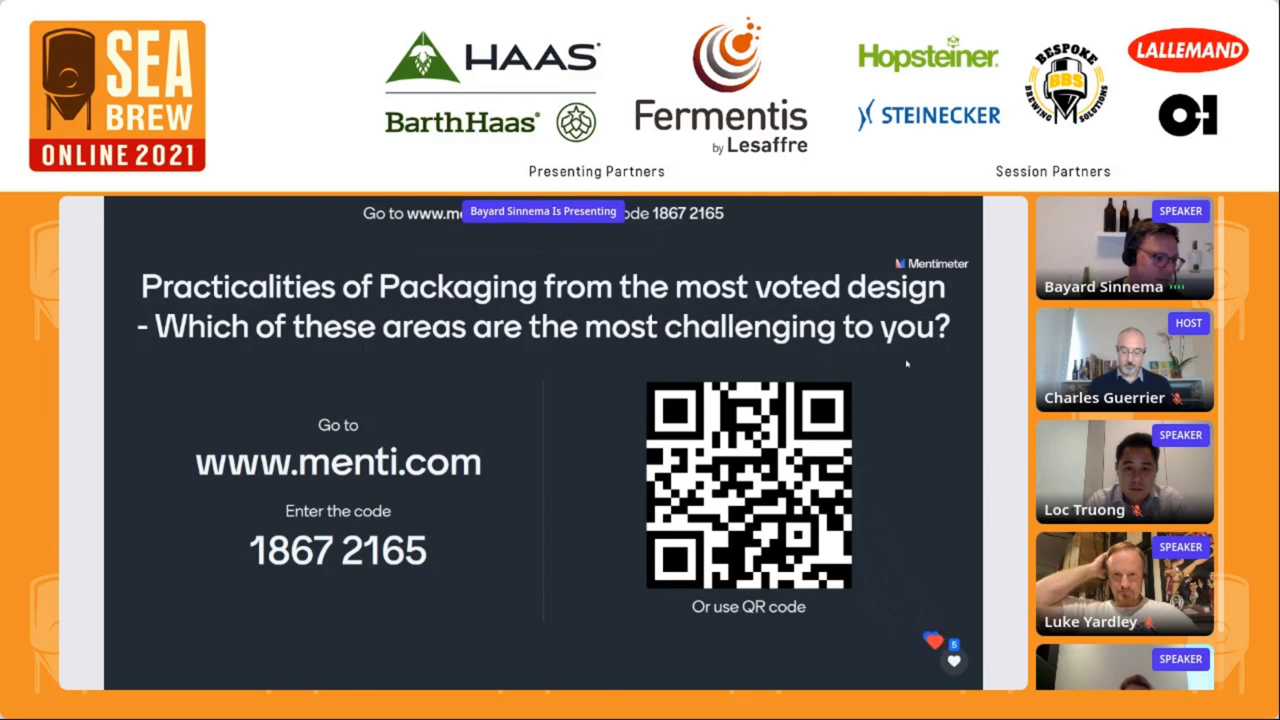 SEA
BREW
ONLINE 2021
HAAS
BarthHaas
Fermentis
by Lesaffre
Hopsteiner
STEINECKER
BESPOKE
BBS
BREWING SOLUTIONS
LALLEMAND
O-I
Presenting Partners
Session Partners
Go to www.me
Bayard Sinnema Is Presenting
ode 1867 2165
Mentimeter
Practicalities of Packaging from the most voted design
- Which of these areas are the most challenging to you?
Go to
www.menti.com
Enter the code
1867 2165
Or use QR code
5
SPEAKER
Bayard Sinnema
HOST
Charles Guerrier
SPEAKER
Loc Truong
SPEAKER
Luke Yardley
SPEAKER